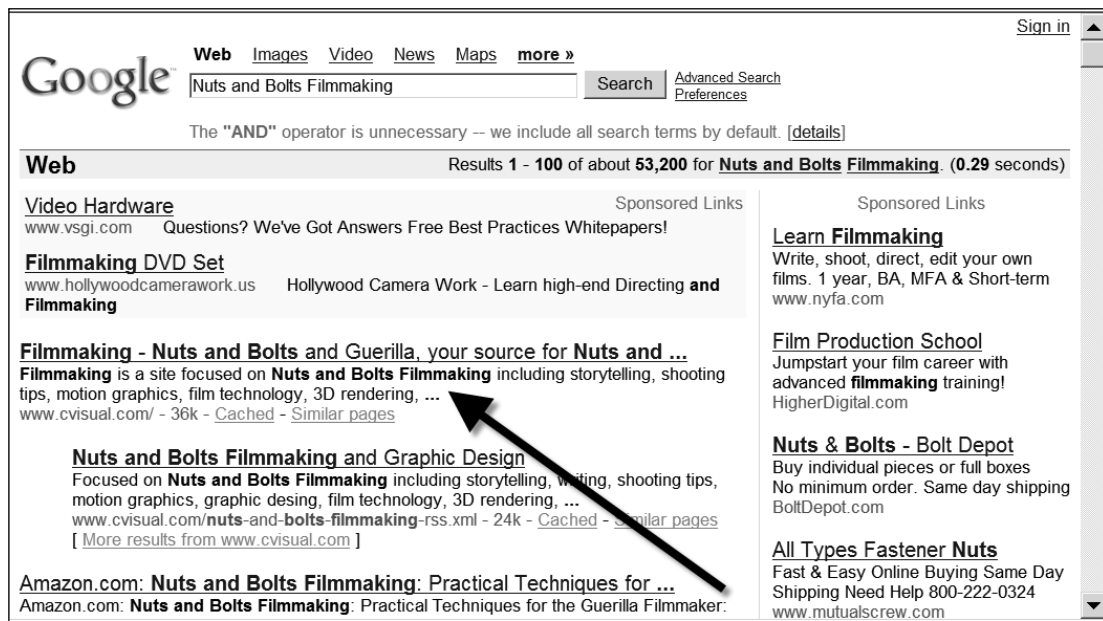 Sign in
Google™
Web Images Video News Maps more »
Nuts and Bolts Filmmaking Search Advanced Search
Preferences
The "AND" operator is unnecessary -- we include all search terms by default. [details]
Web Results 1 - 100 of about 53,200 for Nuts and Bolts Filmmaking. (0.29 seconds)
Video Hardware Sponsored Links
www.vsgi.com Questions? We've Got Answers Free Best Practices Whitepapers!
Filmmaking DVD Set
www.hollywoodcamerawork.us Hollywood Camera Work - Learn high-end Directing and
Filmmaking
Filmmaking - Nuts and Bolts and Guerilla, your source for Nuts and ...
Filmmaking is a site focused on Nuts and Bolts Filmmaking including storytelling, shooting
tips, motion graphics, film technology, 3D rendering, ...
www.cvisual.com/ - 36k - Cached - Similar pages
Nuts and Bolts Filmmaking and Graphic Design
Focused on Nuts and Bolts Filmmaking including storytelling, writing, shooting tips,
motion graphics, graphic desing, film technology, 3D rendering, ...
www.cvisual.com/nuts-and-bolts-filmmaking-rss.xml - 24k - Cached - Similar pages
[ More results from www.cvisual.com ]
Amazon.com: Nuts and Bolts Filmmaking: Practical Techniques for ...
Amazon.com: Nuts and Bolts Filmmaking: Practical Techniques for the Guerilla Filmmaker:
Sponsored Links
Learn Filmmaking
Write, shoot, direct, edit your own
films. 1 year, BA, MFA & Short-term
www.nyfa.com
Film Production School
Jumpstart your film career with
advanced filmmaking training!
HigherDigital.com
Nuts & Bolts - Bolt Depot
Buy individual pieces or full boxes
No minimum order. Same day shipping
BoltDepot.com
All Types Fastener Nuts
Fast & Easy Online Buying Same Day
Shipping Need Help 800-222-0324
www.mutualscrew.com